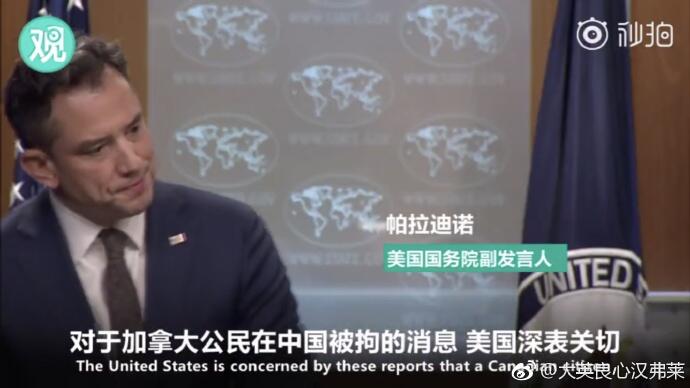 观
秒拍
帕拉迪诺
美国国务院副发言人
UNITED
对于加拿大公民在中国被拘的消息 美国深表关切
The United States is concerned by these reports that a Canadian citizen
@大英良心汉弗莱